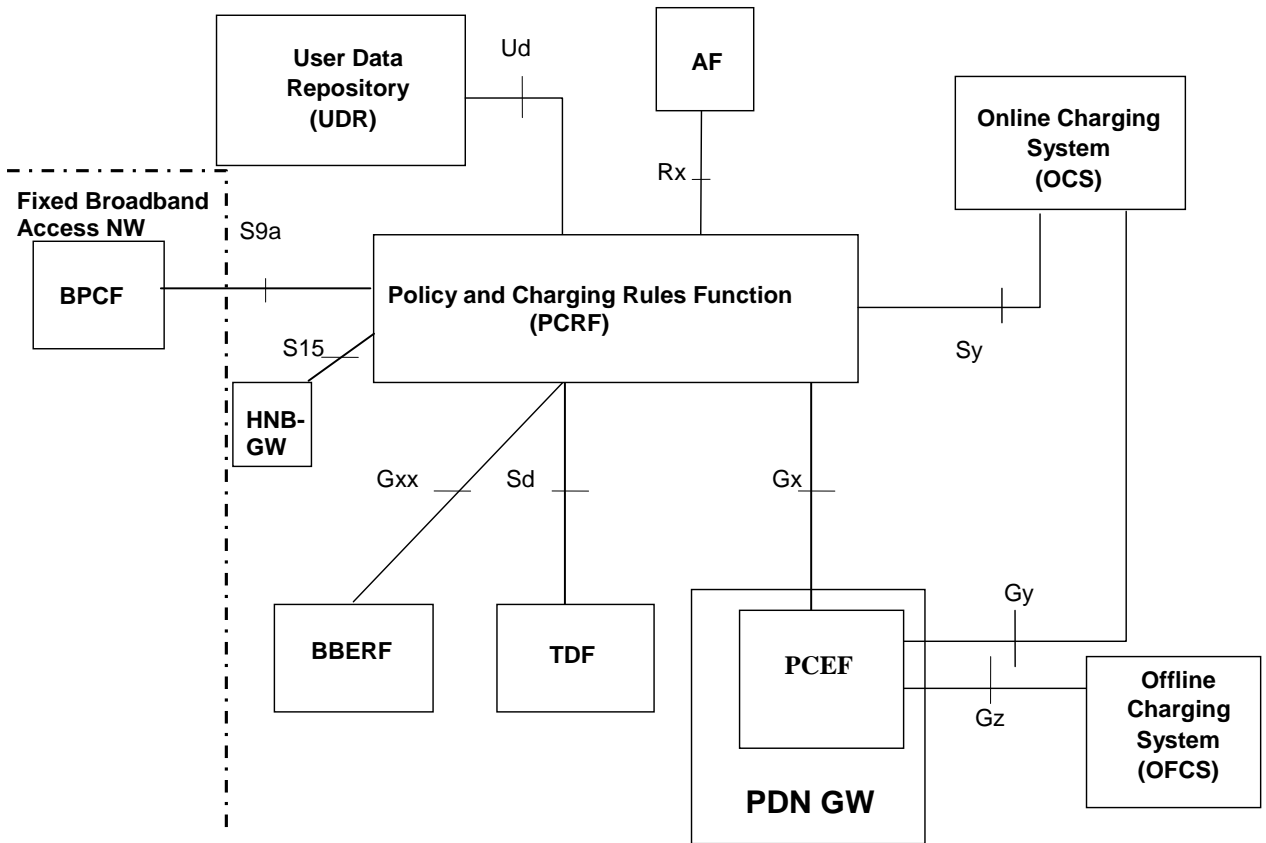 User Data
Repository
(UDR)
Ud
AF
Online Charging
System
(OCS)
Rx
Fixed Broadband
Access NW
S9a
BPCF
Policy and Charging Rules Function
(PCRF)
Sy
S15
HNB-
GW
Gxx
Sd
Gx
BBERF
TDF
PCEF
Gy
Gz
Offline
Charging
System
(OFCS)
PDN GW